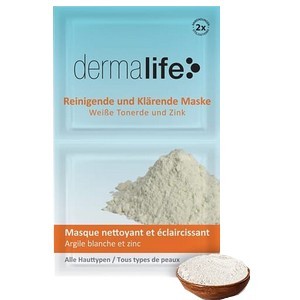 2x
dermalife
Reinigende und Klärende Maske
Weiße Tonerde und Zink
Masque nettoyant et éclaircissant
Argile blanche et zinc
Alle Hauttypen / Tous types de peaux